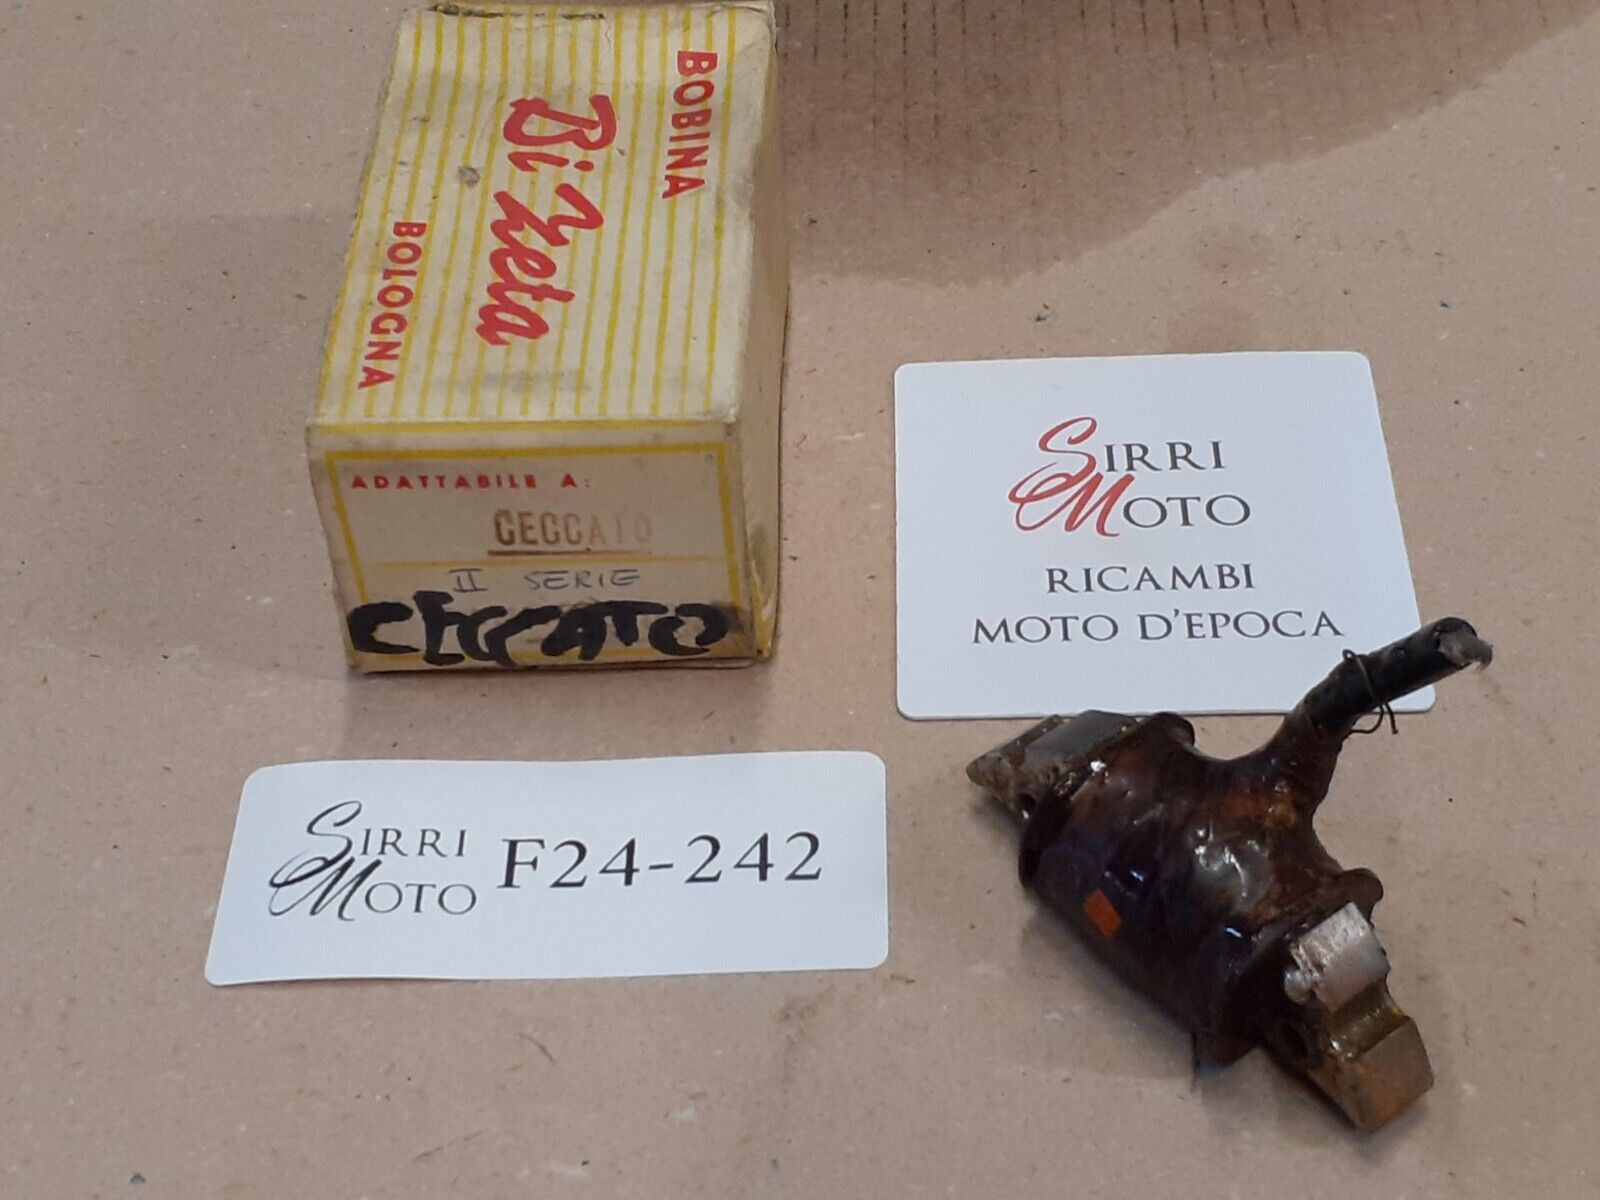 BOBINA
Bi Zeta
BOLOGNA
ADATTABILE A:
CECCATO
II SERIE
CECCATO
SIRRI
MOTO
RICAMBI
MOTO D'EPOCA
SIRRI
MOTO
F24-242